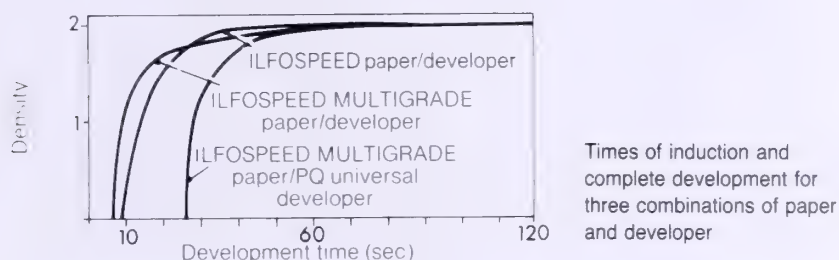 2
ILFOSPEED paper/developer
Density
1
ILFOSPEED MULTIGRADE
paper/developer
ILFOSPEED MULTIGRADE
paper/PQ universal
developer
10
60
120
Development time (sec)
Times of induction and
complete development for
three combinations of paper
and developer